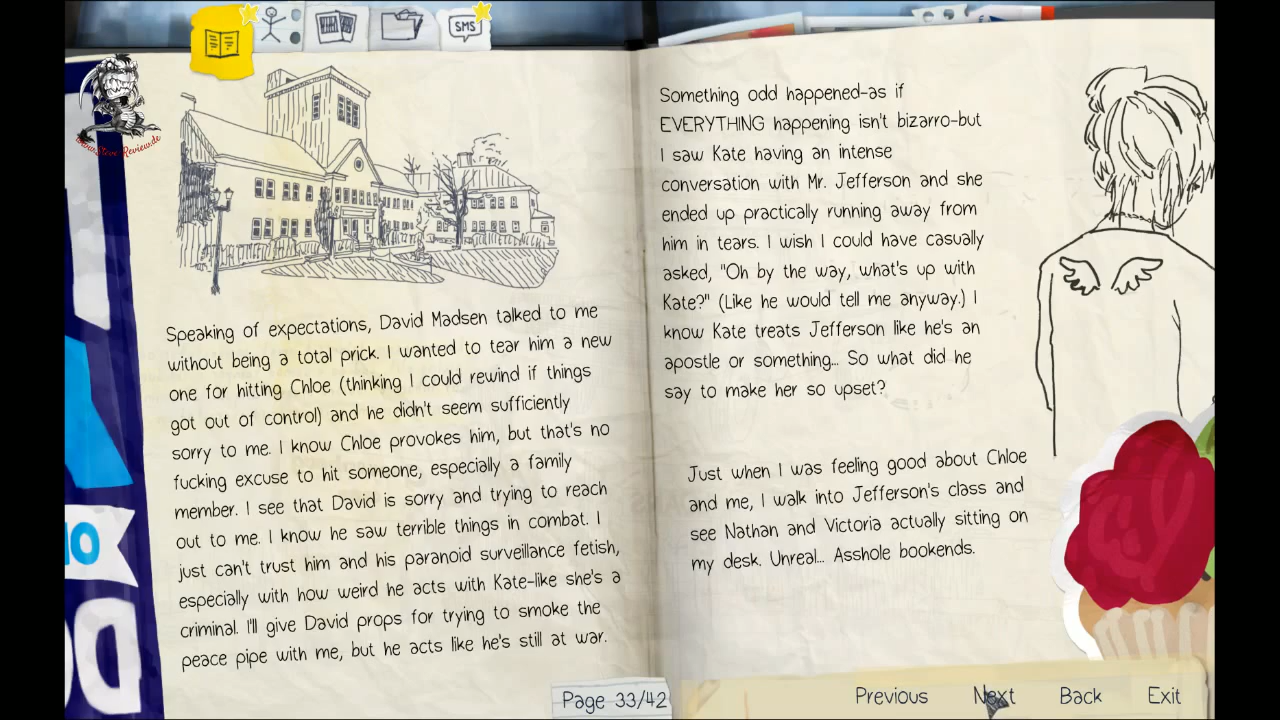 SMS
www.Stevi-Review.de
Speaking of expectations, David Madsen talked to me
without being a total prick. I wanted to tear him a new
one for hitting Chloe (thinking I could rewind if things
got out of control) and he didn't seem sufficiently
sorry to me. I know Chloe provokes him, but that's no
fucking excuse to hit someone, especially a family
member. I see that David is sorry and trying to reach
out to me. I know he saw terrible things in combat. I
just can't trust him and his paranoid surveillance fetish,
especially with how weird he acts with Kate-like she's a
criminal. I'll give David props for trying to smoke the
peace pipe with me, but he acts like he's still at war.
Something odd happened-as if
EVERYTHING happening isn't bizarro-but
I saw Kate having an intense
conversation with Mr. Jefferson and she
ended up practically running away from
him in tears. I wish I could have casually
asked, "Oh by the way, what's up with
Kate?" (Like he would tell me anyway.) I
know Kate treats Jefferson like he's an
apostle or something... So what did he
say to make her so upset?
Just when I was feeling good about Chloe
and me, I walk into Jefferson's class and
see Nathan and Victoria actually sitting on
my desk. Unreal... Asshole bookends.
Page 33/42
Previous Next Back Exit